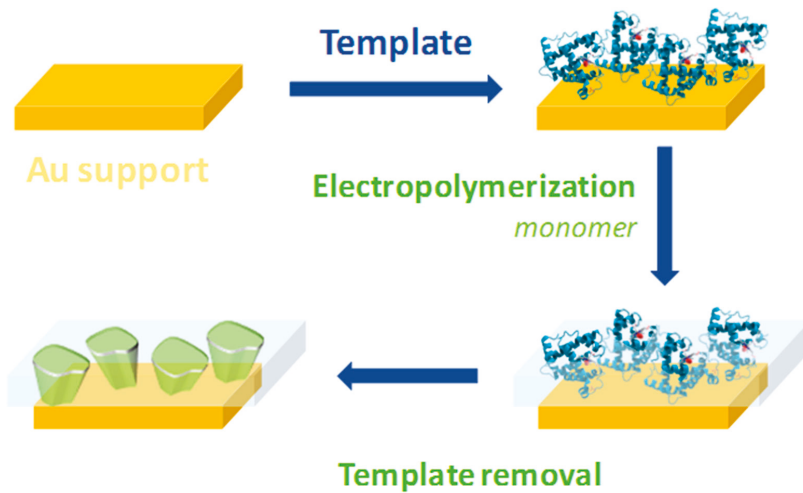 Template
Au support
Electropolymerization
monomer
Template removal